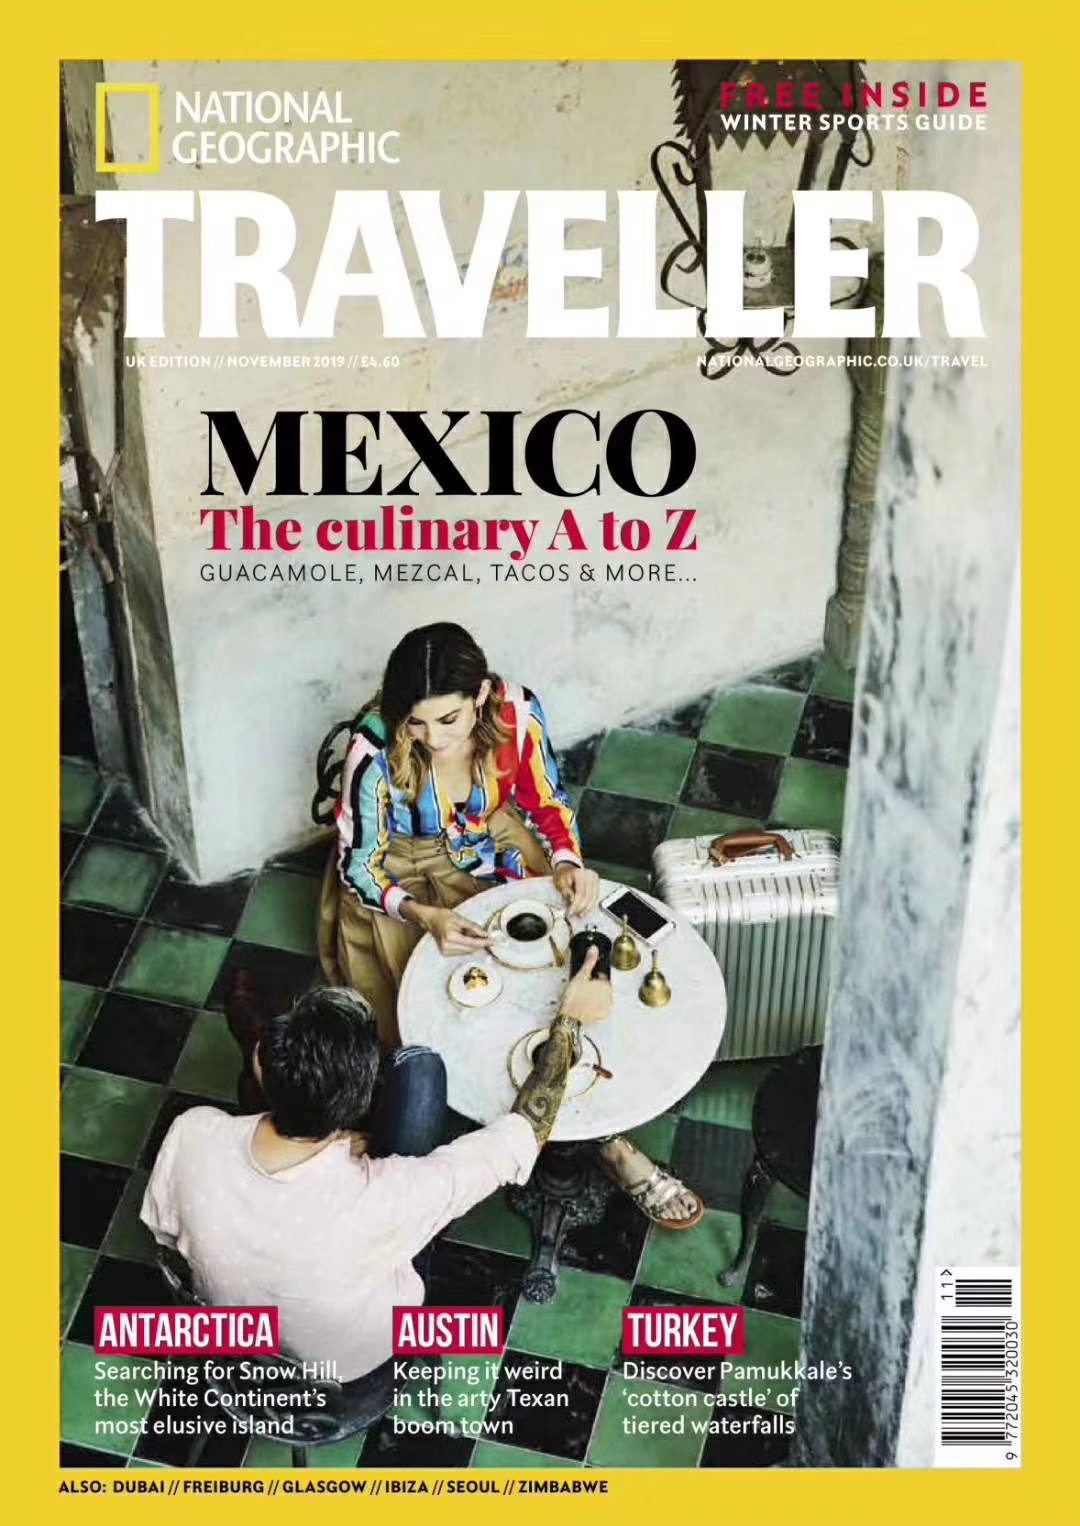 NATIONAL
GEOGRAPHIC
FREE INSIDE
WINTER SPORTS GUIDE
TRAVELLER
UK EDITION // NOVEMBER 2019 // £4.60
NATIONALGEOGRAPHIC.CO.UK/TRAVEL
MEXICO
The culinary A to Z
GUACAMOLE, MEZCAL, TACOS & MORE...
ANTARCTICA
Searching for Snow Hill,
the White Continent's
most elusive island
AUSTIN
Keeping it weird
in the arty Texan
boom town
TURKEY
Discover Pamukkale's
‘cotton castle’ of
tiered waterfalls
11>
9 772045 320030
ALSO: DUBAI // FREIBURG // GLASGOW // IBIZA // SEOUL // ZIMBABWE